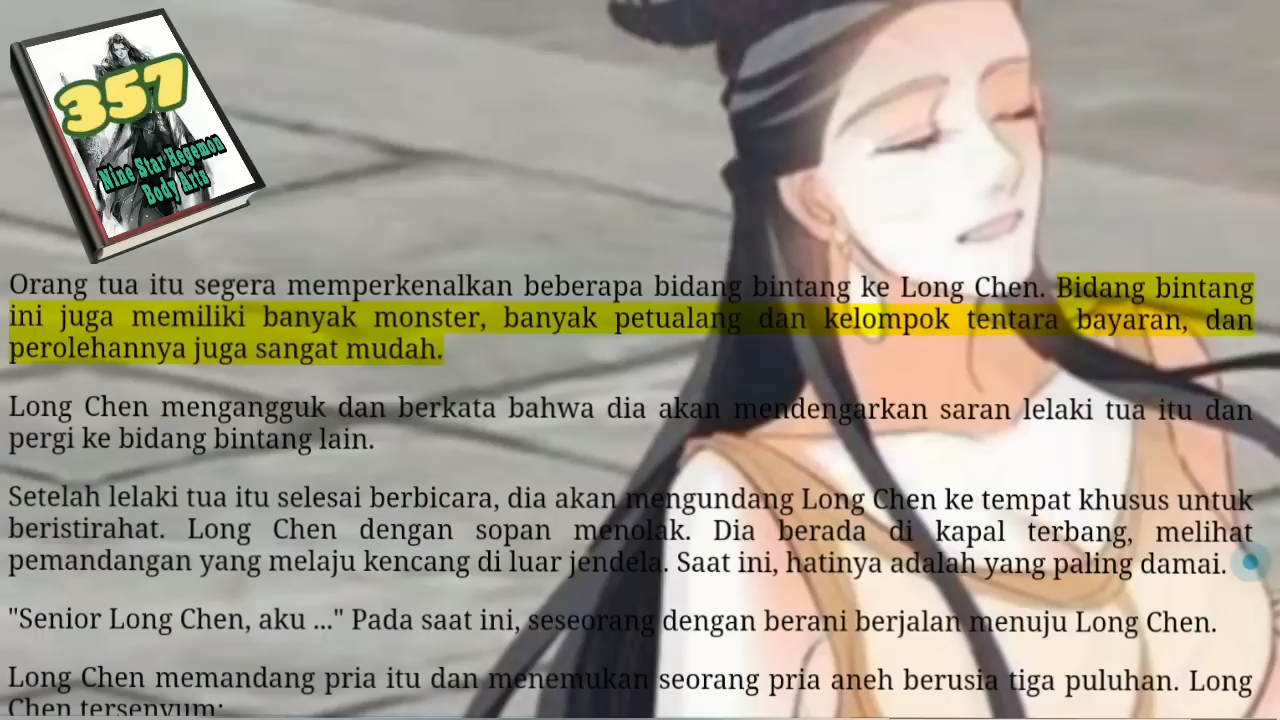 357
Nine Star Hegemon
Body Arts
Orang tua itu segera memperkenalkan beberapa bidang bintang ke Long Chen. Bidang bintang
ini juga memiliki banyak monster, banyak petualang dan kelompok tentara bayaran, dan
perolehannya juga sangat mudah.
Long Chen mengangguk dan berkata bahwa dia akan mendengarkan saran lelaki tua itu dan
pergi ke bidang bintang lain.
Setelah lelaki tua itu selesai berbicara, dia akan mengundang Long Chen ke tempat khusus untuk
beristirahat. Long Chen dengan sopan menolak. Dia berada di kapal terbang, melihat
pemandangan yang melaju kencang di luar jendela. Saat ini, hatinya adalah yang paling damai.
"Senior Long Chen, aku ..." Pada saat ini, seseorang dengan berani berjalan menuju Long Chen.
Long Chen memandang pria itu dan menemukan seorang pria aneh berusia tiga puluhan. Long
Chen tersenyum: